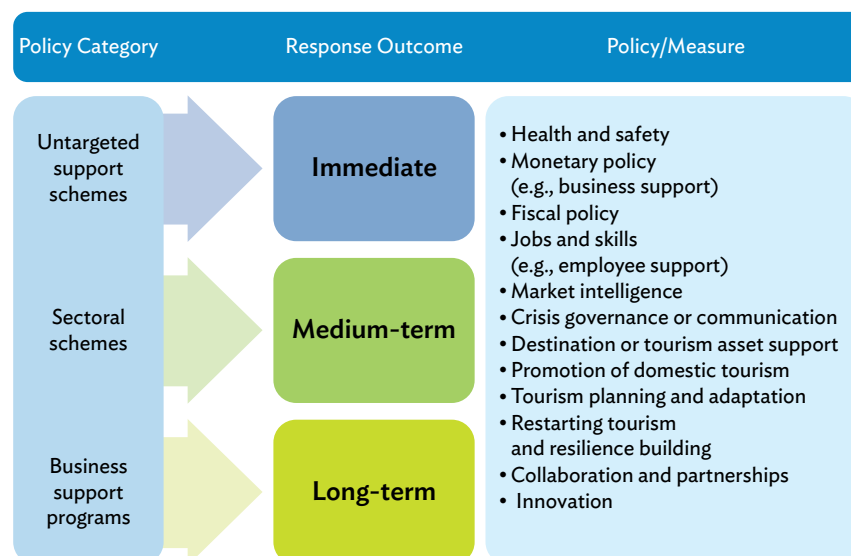 Policy Category
Response Outcome
Policy/Measure
Untargeted
support
schemes
Immediate
Sectoral
schemes
Medium-term
Business
support
programs
Long-term
• Health and safety
• Monetary policy
(e.g., business support)
• Fiscal policy
• Jobs and skills
(e.g., employee support)
• Market intelligence
• Crisis governance or communication
• Destination or tourism asset support
• Promotion of domestic tourism
• Tourism planning and adaptation
• Restarting tourism
and resilience building
• Collaboration and partnerships
• Innovation